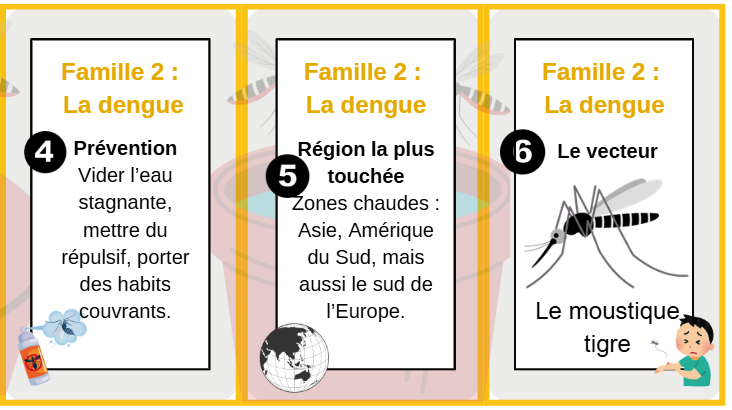 Famille 2 :
La dengue
4
Prévention
Vider l’eau
stagnante,
mettre du
répulsif, porter
des habits
couvrants.
Famille 2 :
La dengue
5
Région la plus
touchée
Zones chaudes :
Asie, Amérique
du Sud, mais
aussi le sud de
l’Europe.
Famille 2 :
La dengue
6
Le vecteur
Le moustique
tigre